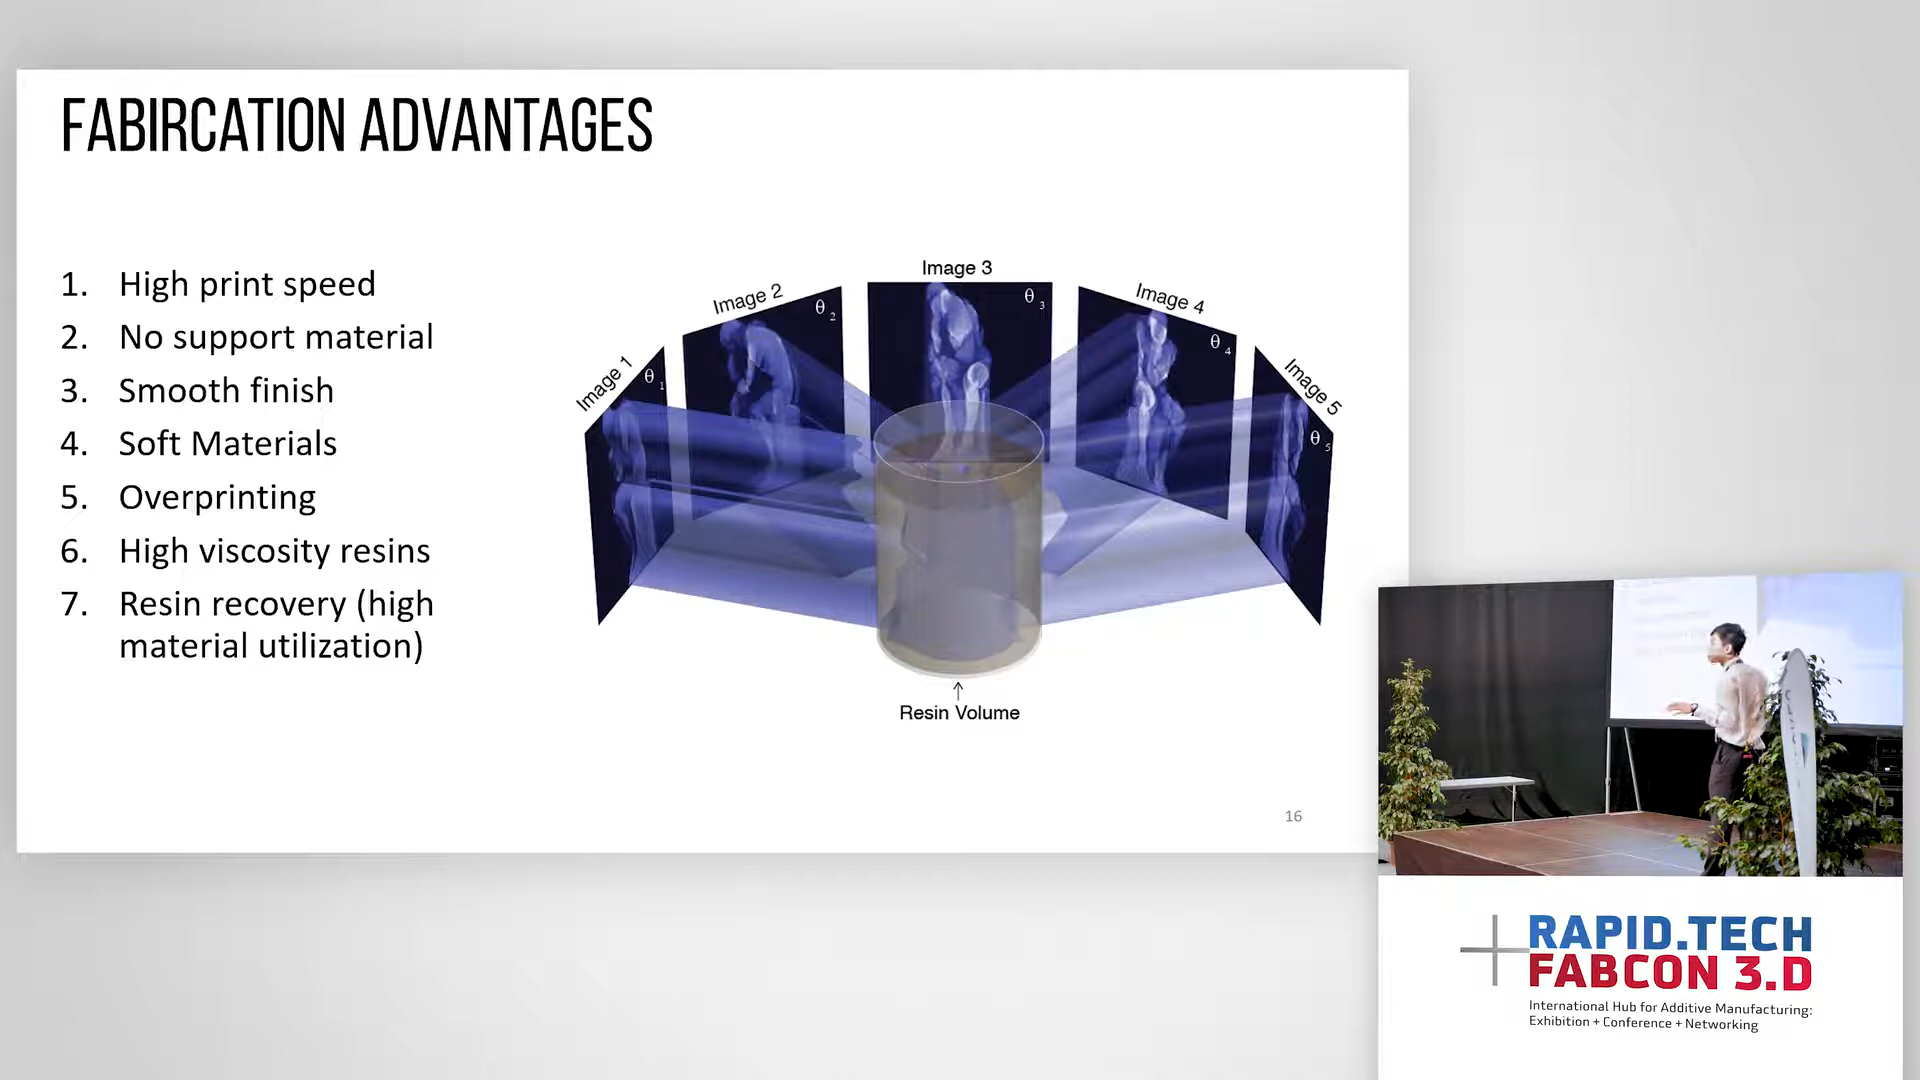 FABIRCATION ADVANTAGES
1. High print speed
2. No support material
3. Smooth finish
4. Soft Materials
5. Overprinting
6. High viscosity resins
7. Resin recovery (high
material utilization)
Image 1
θ 1
Image 2
θ 2
Image 3
θ 3
Image 4
θ 4
Image 5
θ 5
Resin Volume
16
RAPID.TECH
FABCON 3.D
International Hub for Additive Manufacturing:
Exhibition + Conference + Networking